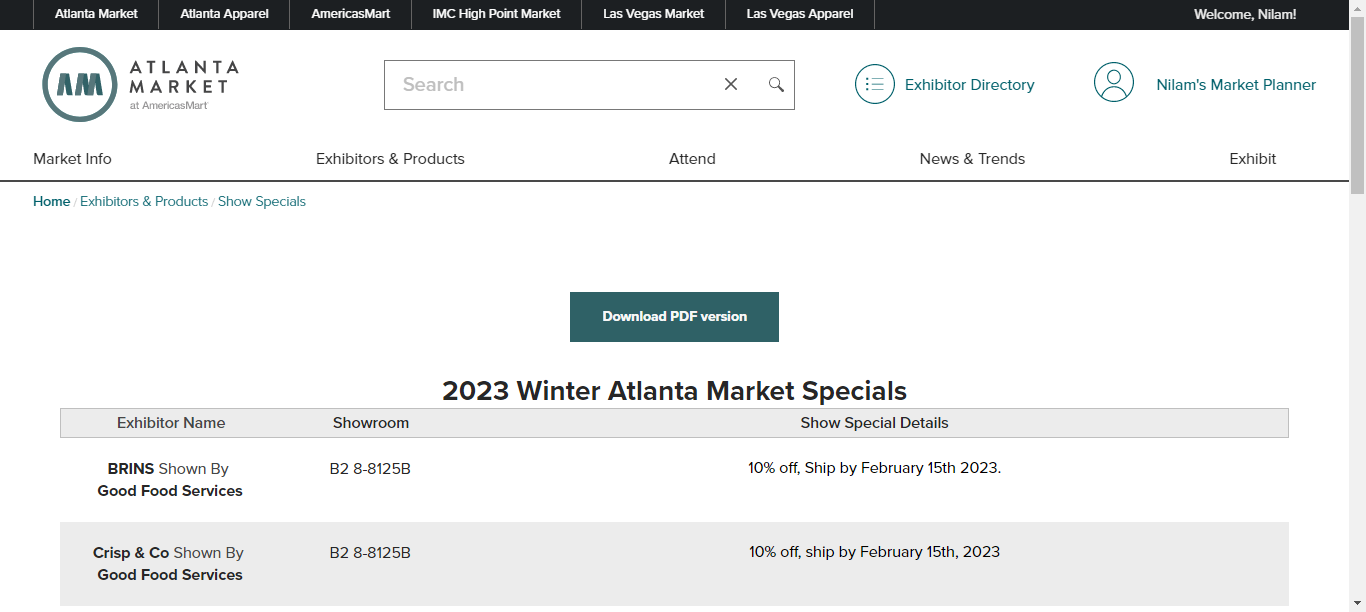 Atlanta Market Atlanta Apparel AmericasMart IMC High Point Market Las Vegas Market Las Vegas Apparel Welcome, Nilam!
AM ATLANTA
MARKET
at AmericasMart
Search
Exhibitor Directory
Nilam's Market Planner
Market Info Exhibitors & Products Attend News & Trends Exhibit
Home / Exhibitors & Products / Show Specials
Download PDF version
2023 Winter Atlanta Market Specials
Exhibitor Name Showroom Show Special Details
BRINS Shown By B2 8-8125B 10% off, Ship by February 15th 2023.
Good Food Services
Crisp & Co Shown By B2 8-8125B 10% off, ship by February 15th, 2023
Good Food Services